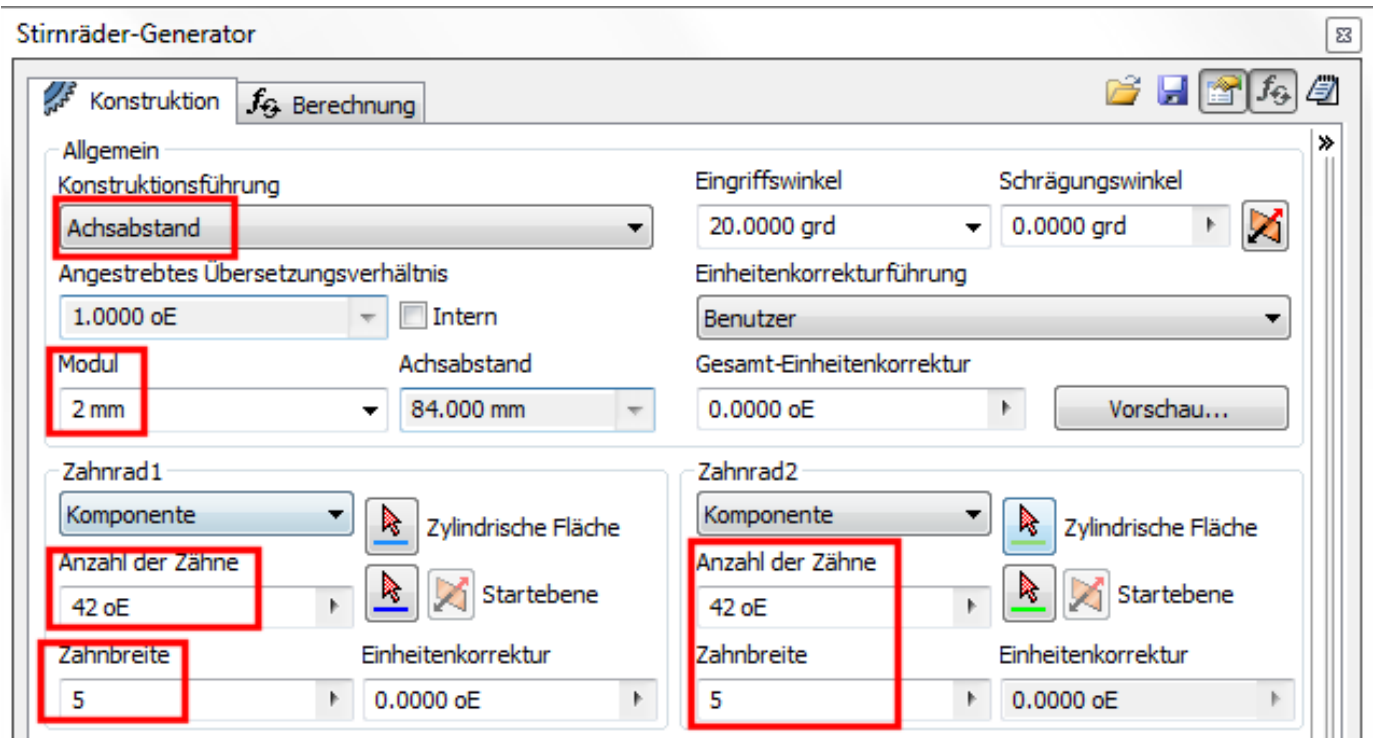 Stirnräder-Generator
Konstruktion fG Berechnung fG
Allgemein
Konstruktionsführung Eingriffswinkel Schrägungswinkel
Achsabstand 20.0000 grd 0.0000 grd
Angestrebtes Übersetzungsverhältnis Einheitenkorrekturführung
1.0000 oE Intern Benutzer
Modul Achsabstand Gesamt-Einheitenkorrektur
2 mm 84.000 mm 0.0000 oE Vorschau...
Zahnrad1 Zahnrad2
Komponente Zylindrische Fläche Komponente Zylindrische Fläche
Anzahl der Zähne Anzahl der Zähne
42 oE Startebene 42 oE Startebene
Zahnbreite Einheitenkorrektur Zahnbreite Einheitenkorrektur
5 0.0000 oE 5 0.0000 oE